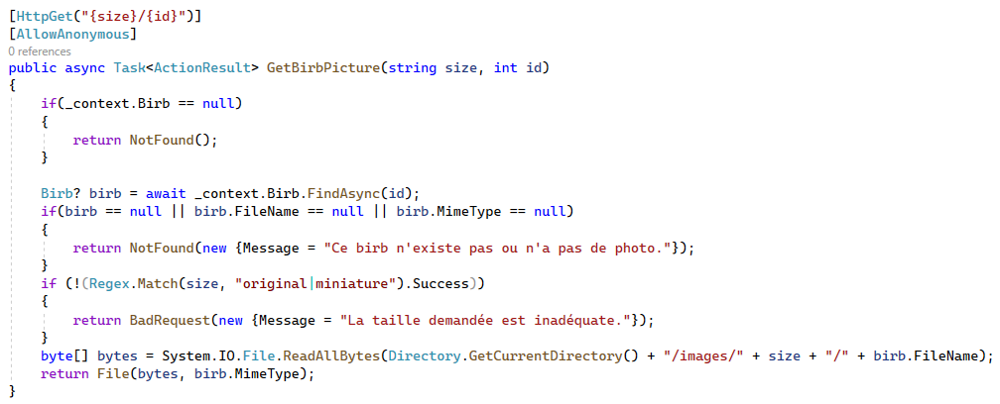 [HttpGet("{size}/{id}")]
[AllowAnonymous]
0 references
public async Task<ActionResult> GetBirbPicture(string size, int id)
{
    if(_context.Birb == null)
    {
        return NotFound();
    }

    Birb? birb = await _context.Birb.FindAsync(id);
    if(birb == null || birb.FileName == null || birb.MimeType == null)
    {
        return NotFound(new {Message = "Ce birb n'existe pas ou n'a pas de photo."});
    }
    if (!(Regex.Match(size, "original|miniature").Success))
    {
        return BadRequest(new {Message = "La taille demandée est inadéquate."});
    }
    byte[] bytes = System.IO.File.ReadAllBytes(Directory.GetCurrentDirectory() + "/images/" + size + "/" + birb.FileName);
    return File(bytes, birb.MimeType);
}